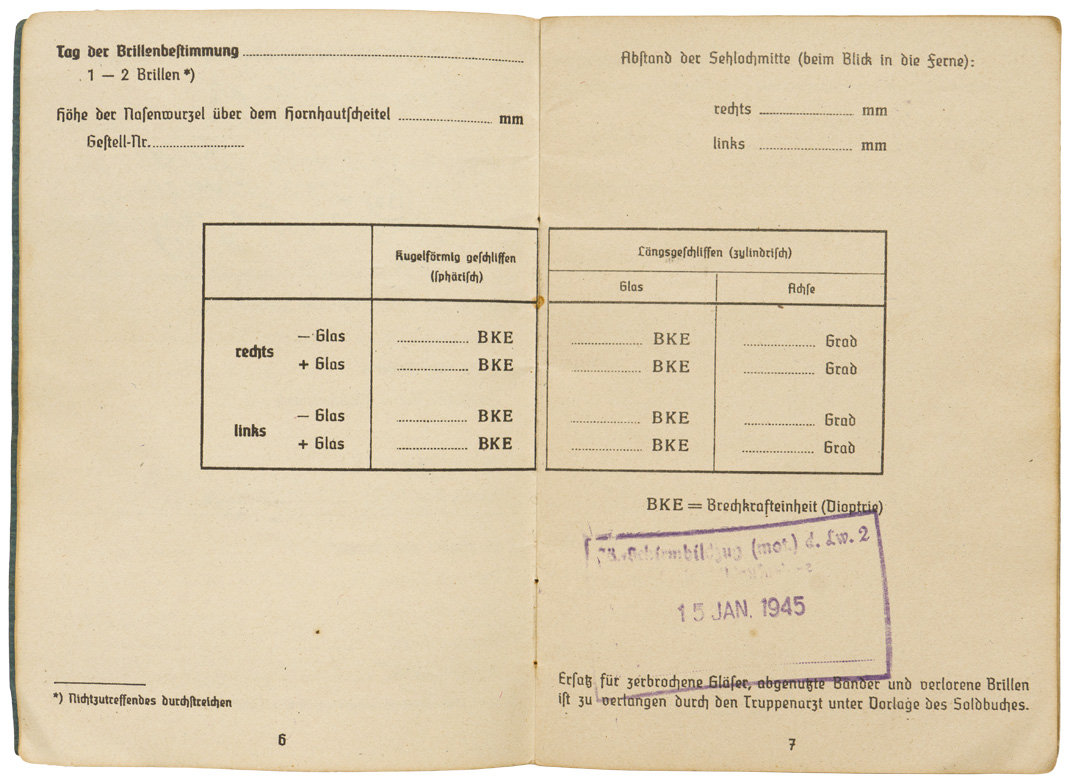 Tag der Brillenbestimmung
1 — 2 Brillen *)
Höhe der Nasenwurzel über dem Hornhautscheitel mm
Gestell-Nr.
Kugelförmig geschliffen
(sphärisch)
rechts
— Glas BKE
+ Glas BKE
links
— Glas BKE
+ Glas BKE
*) Nichtzutreffendes durchstreichen
6
Abstand der Sehlochmitte (beim Blick in die Ferne):
rechts mm
links mm
Längsgeschliffen (zylindrisch)
Glas Achse
BKE Grad
BKE Grad
BKE Grad
BKE Grad
BKE = Brechkrafteinheit (Dioptrie)
(mot.) d. Lw. 2
15 JAN. 1945
Ersatz für zerbrochene Gläser, abgenutzte Bänder und verlorene Brillen
ist zu verlangen durch den Truppenarzt unter Vorlage des Soldbuches.
7